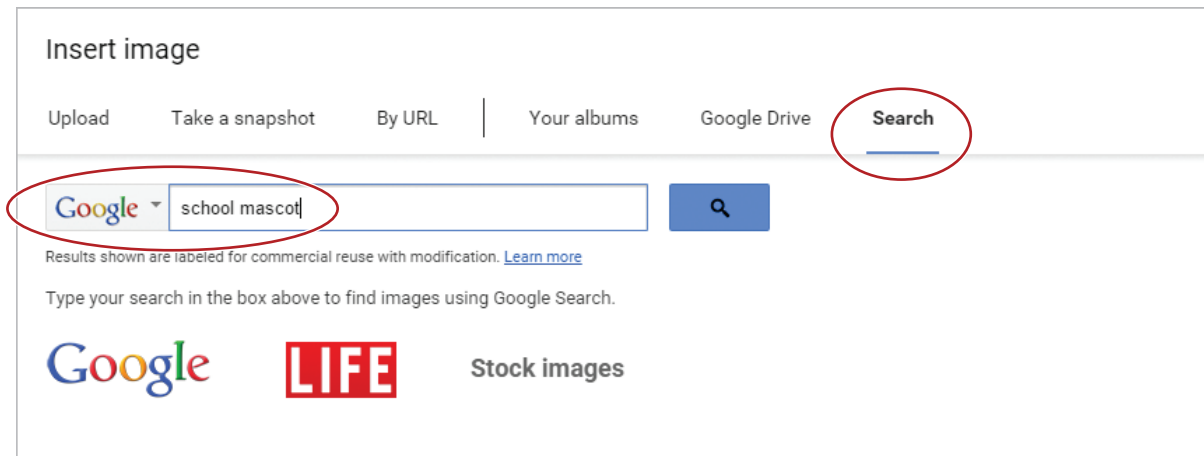 Insert image
Upload Take a snapshot By URL Your albums Google Drive Search
Google school mascot
Results shown are labeled for commercial reuse with modification. Learn more
Type your search in the box above to find images using Google Search.
Google LIFE Stock images